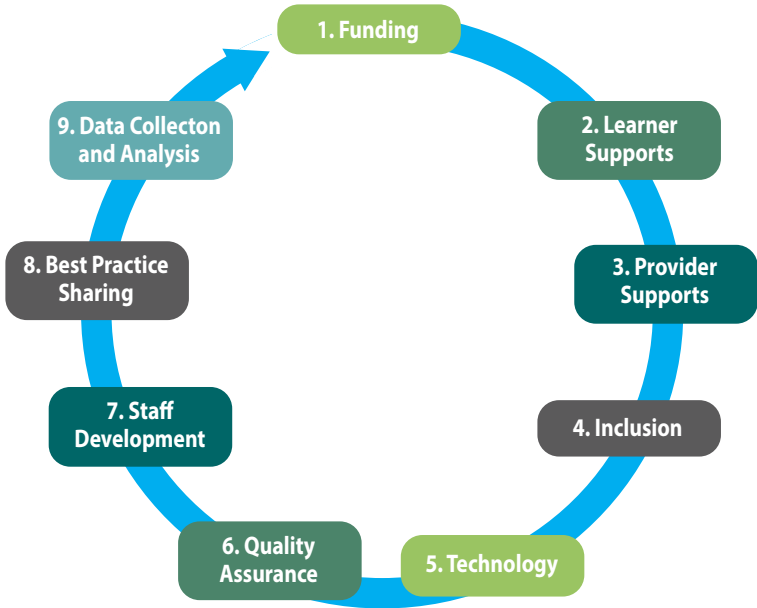 1. Funding
2. Learner
Supports
3. Provider
Supports
4. Inclusion
5. Technology
6. Quality
Assurance
7. Staff
Development
8. Best Practice
Sharing
9. Data Collecton
and Analysis